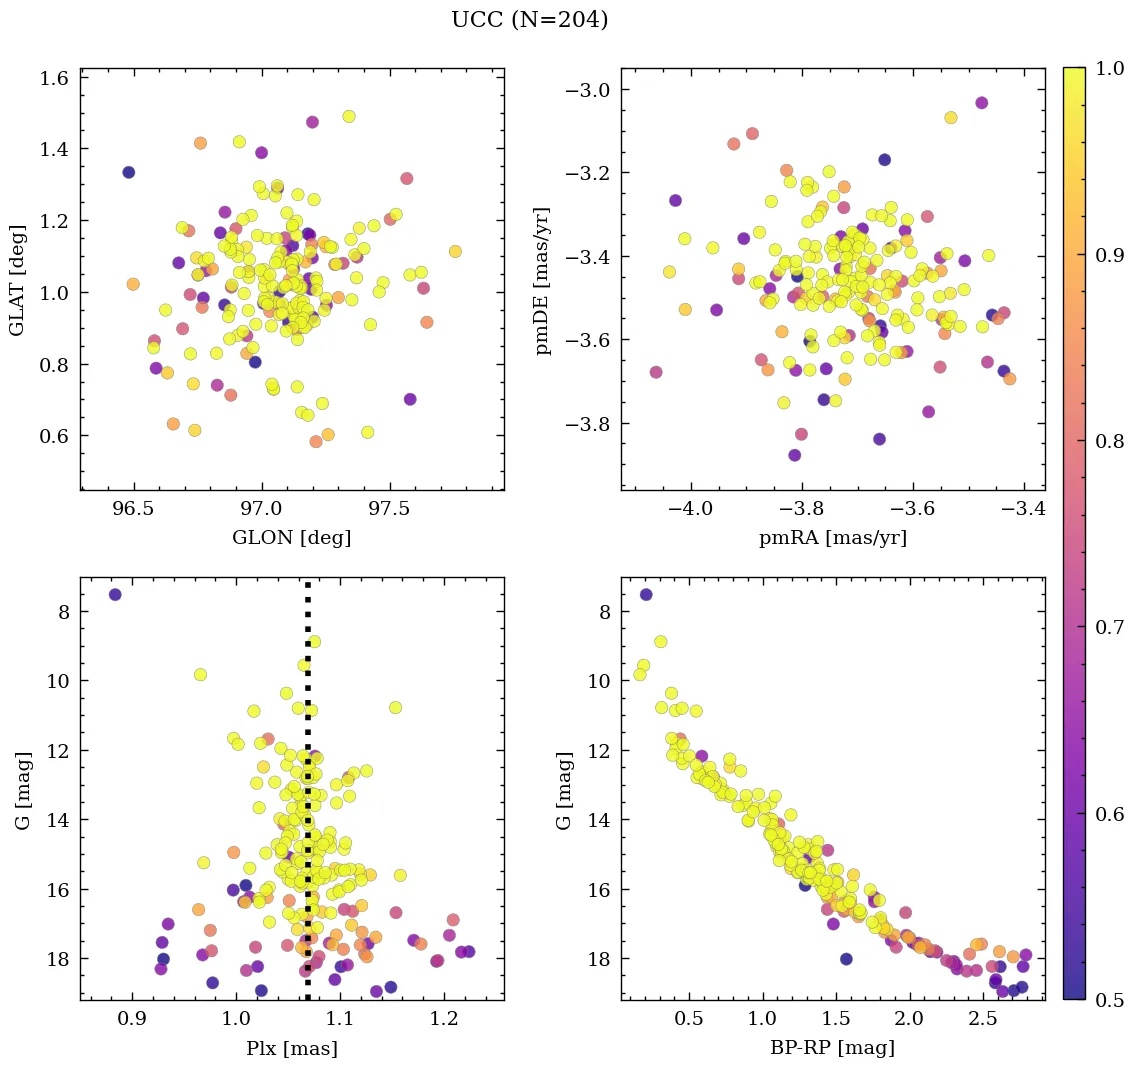 UCC (N=204)
1.6
1.4
1.2
1.0
0.8
0.6
GLAT [deg]
96.5 97.0 97.5
GLON [deg]
−3.0
−3.2
−3.4
−3.6
−3.8
pmDE [mas/yr]
−4.0 −3.8 −3.6 −3.4
pmRA [mas/yr]
8
10
12
14
16
18
G [mag]
0.9 1.0 1.1 1.2
Plx [mas]
8
10
12
14
16
18
G [mag]
0.5 1.0 1.5 2.0 2.5
BP-RP [mag]
1.0
0.9
0.8
0.7
0.6
0.5